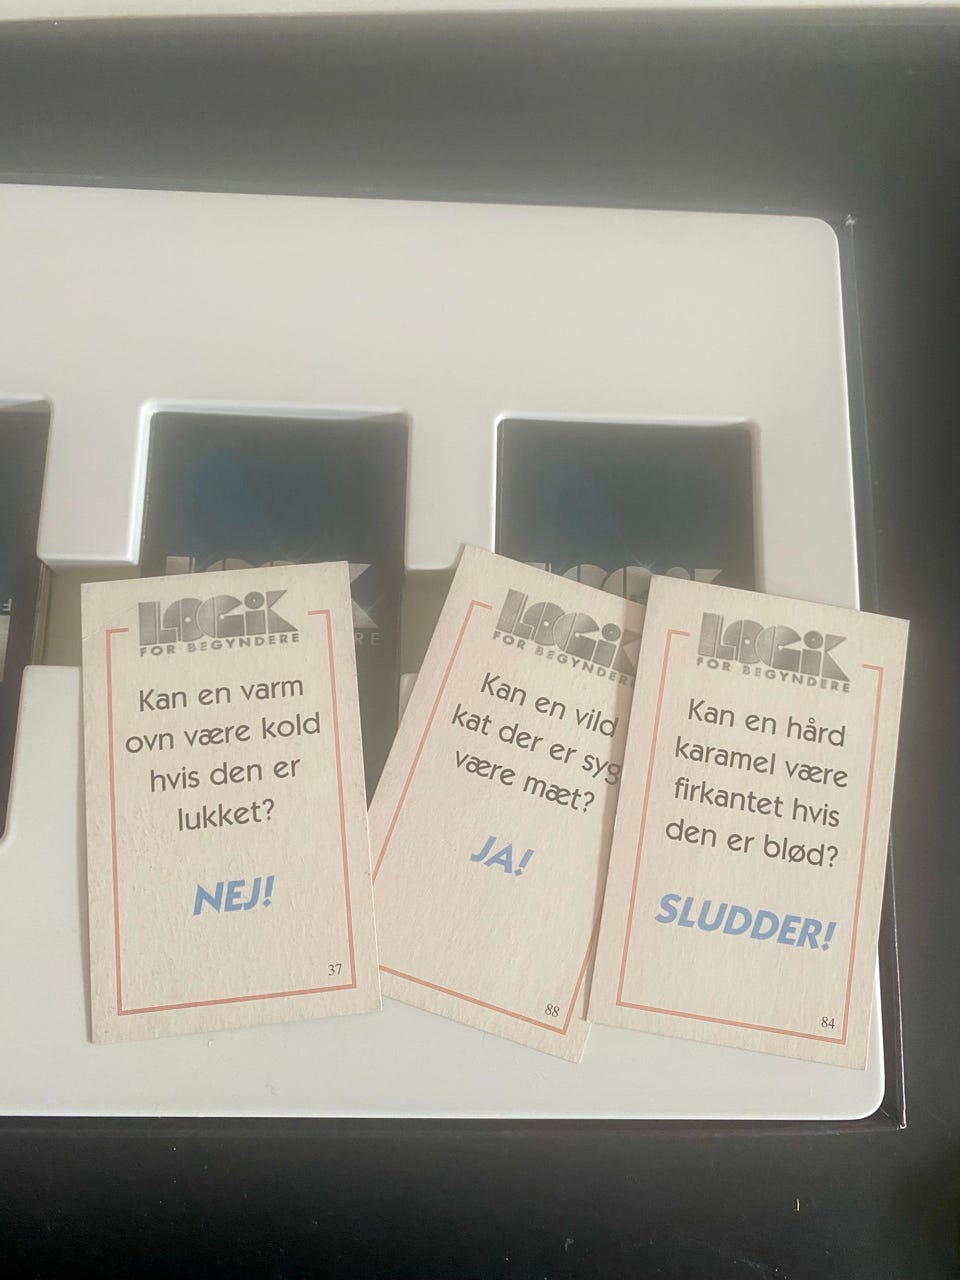 LOGiK
FOR BEGYNDERE
Kan en varm
ovn være kold
hvis den er
lukket?
NEJ!
37
LOGiK
FOR BEGYNDERE
Kan en vild
kat der er syg
være mæt?
JA!
88
LOGiK
FOR BEGYNDERE
Kan en hård
karamel være
firkantet hvis
den er blød?
SLUDDER!
84